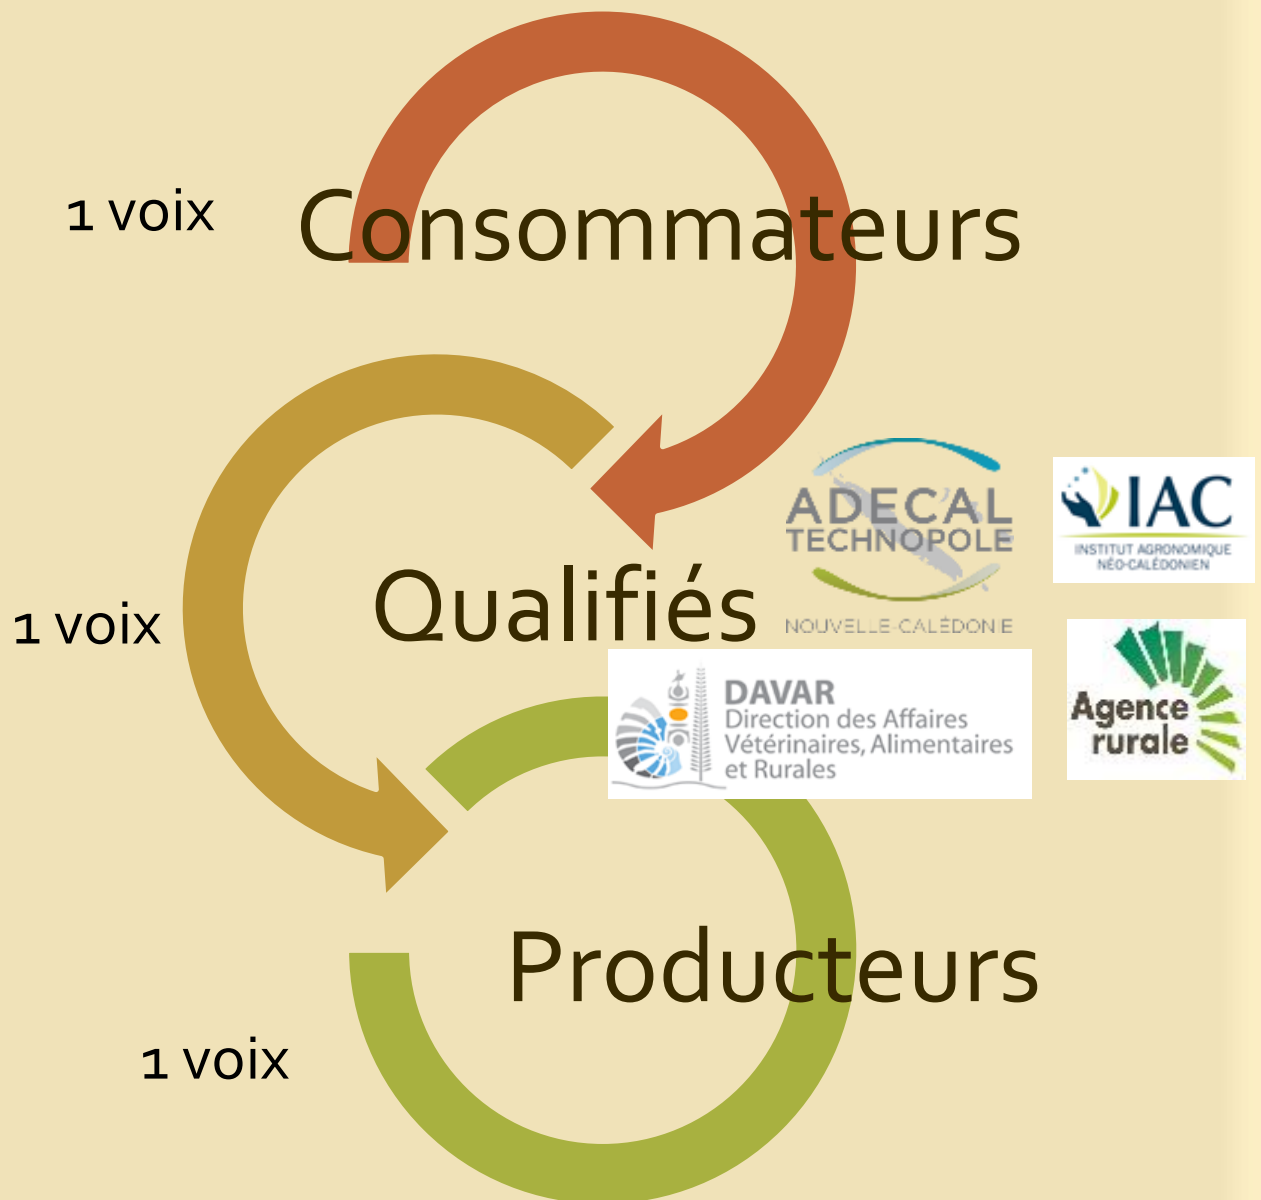 1 voix
Consommateurs
ADECAL
TECHNOPOLE
NOUVELLE-CALÉDONIE
IAC
INSTITUT AGRONOMIQUE
NÉO-CALÉDONIEN
1 voix
Qualifiés
DAVAR
Direction des Affaires
Vétérinaires, Alimentaires
et Rurales
Agence
rurale
Producteurs
1 voix